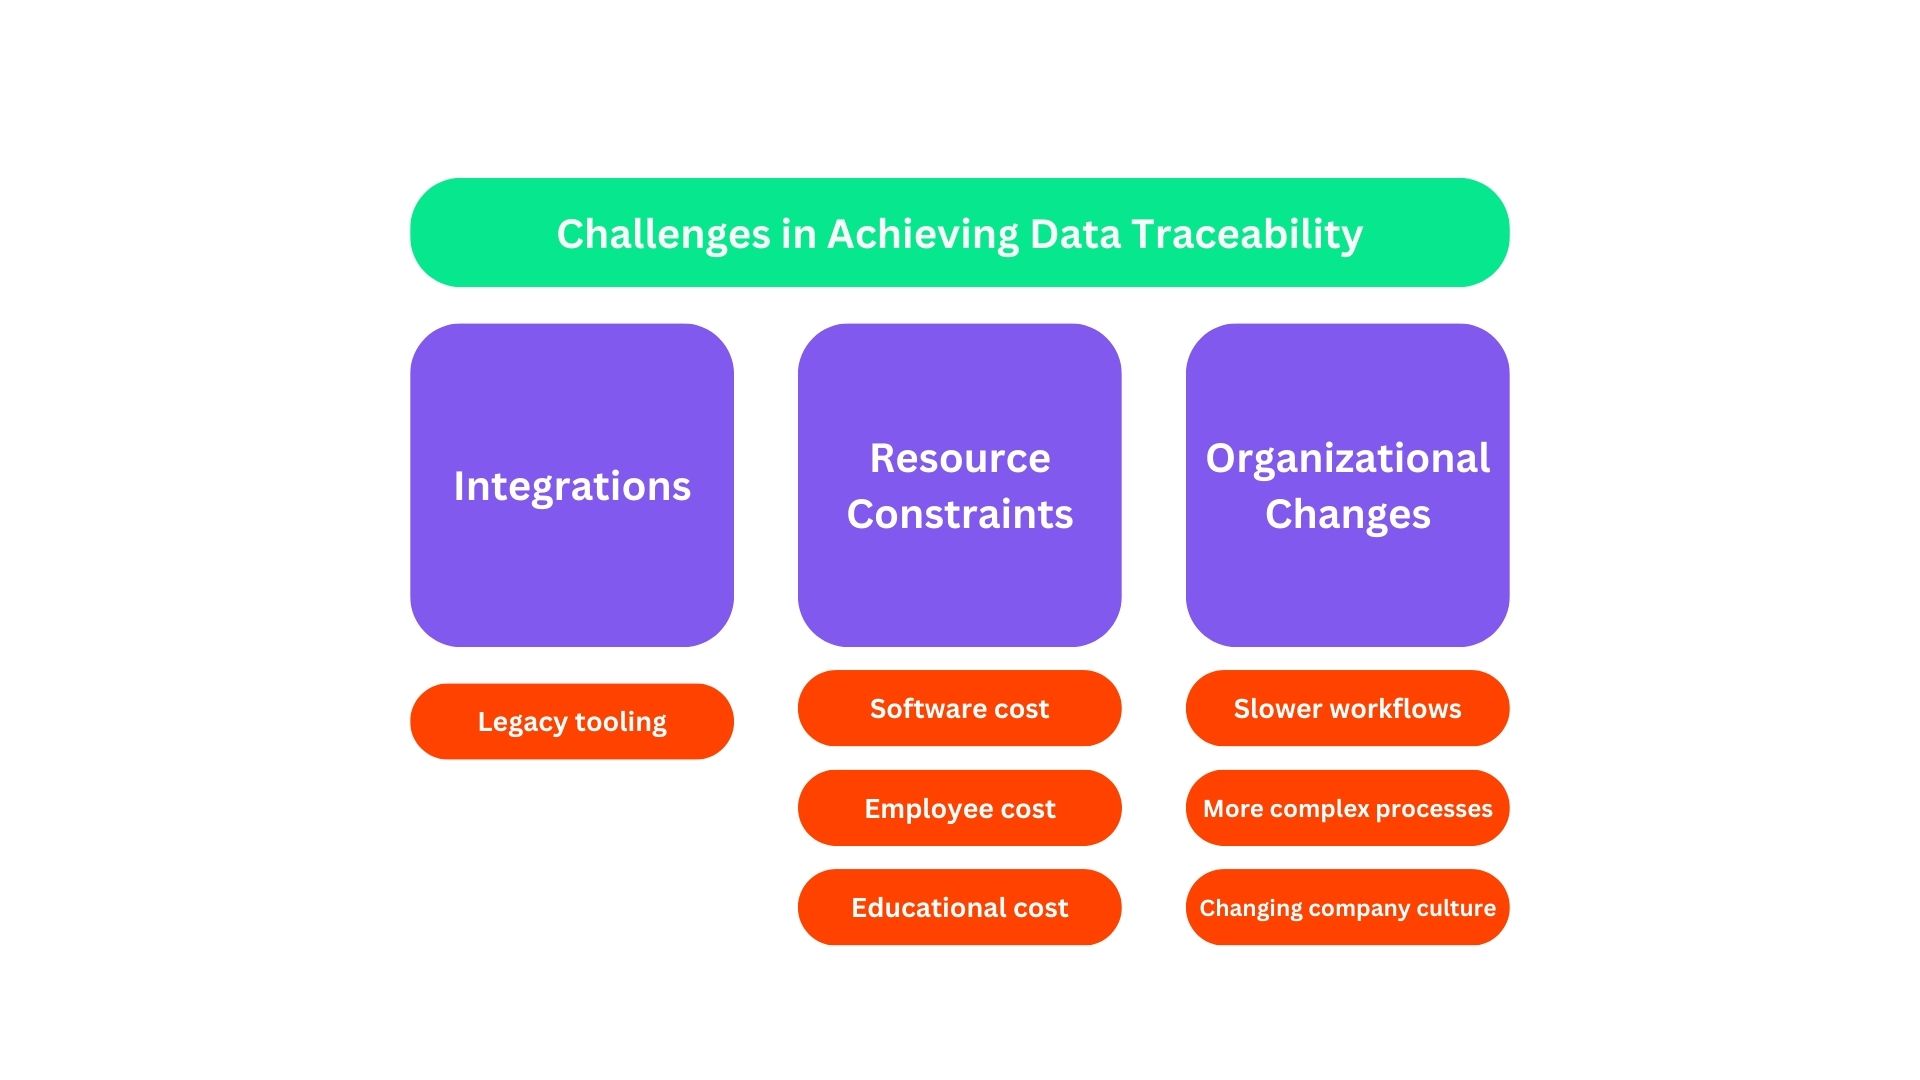 Challenges in Achieving Data Traceability
Integrations
Legacy tooling
Resource
Constraints
Software cost
Employee cost
Educational cost
Organizational
Changes
Slower workflows
More complex processes
Changing company culture